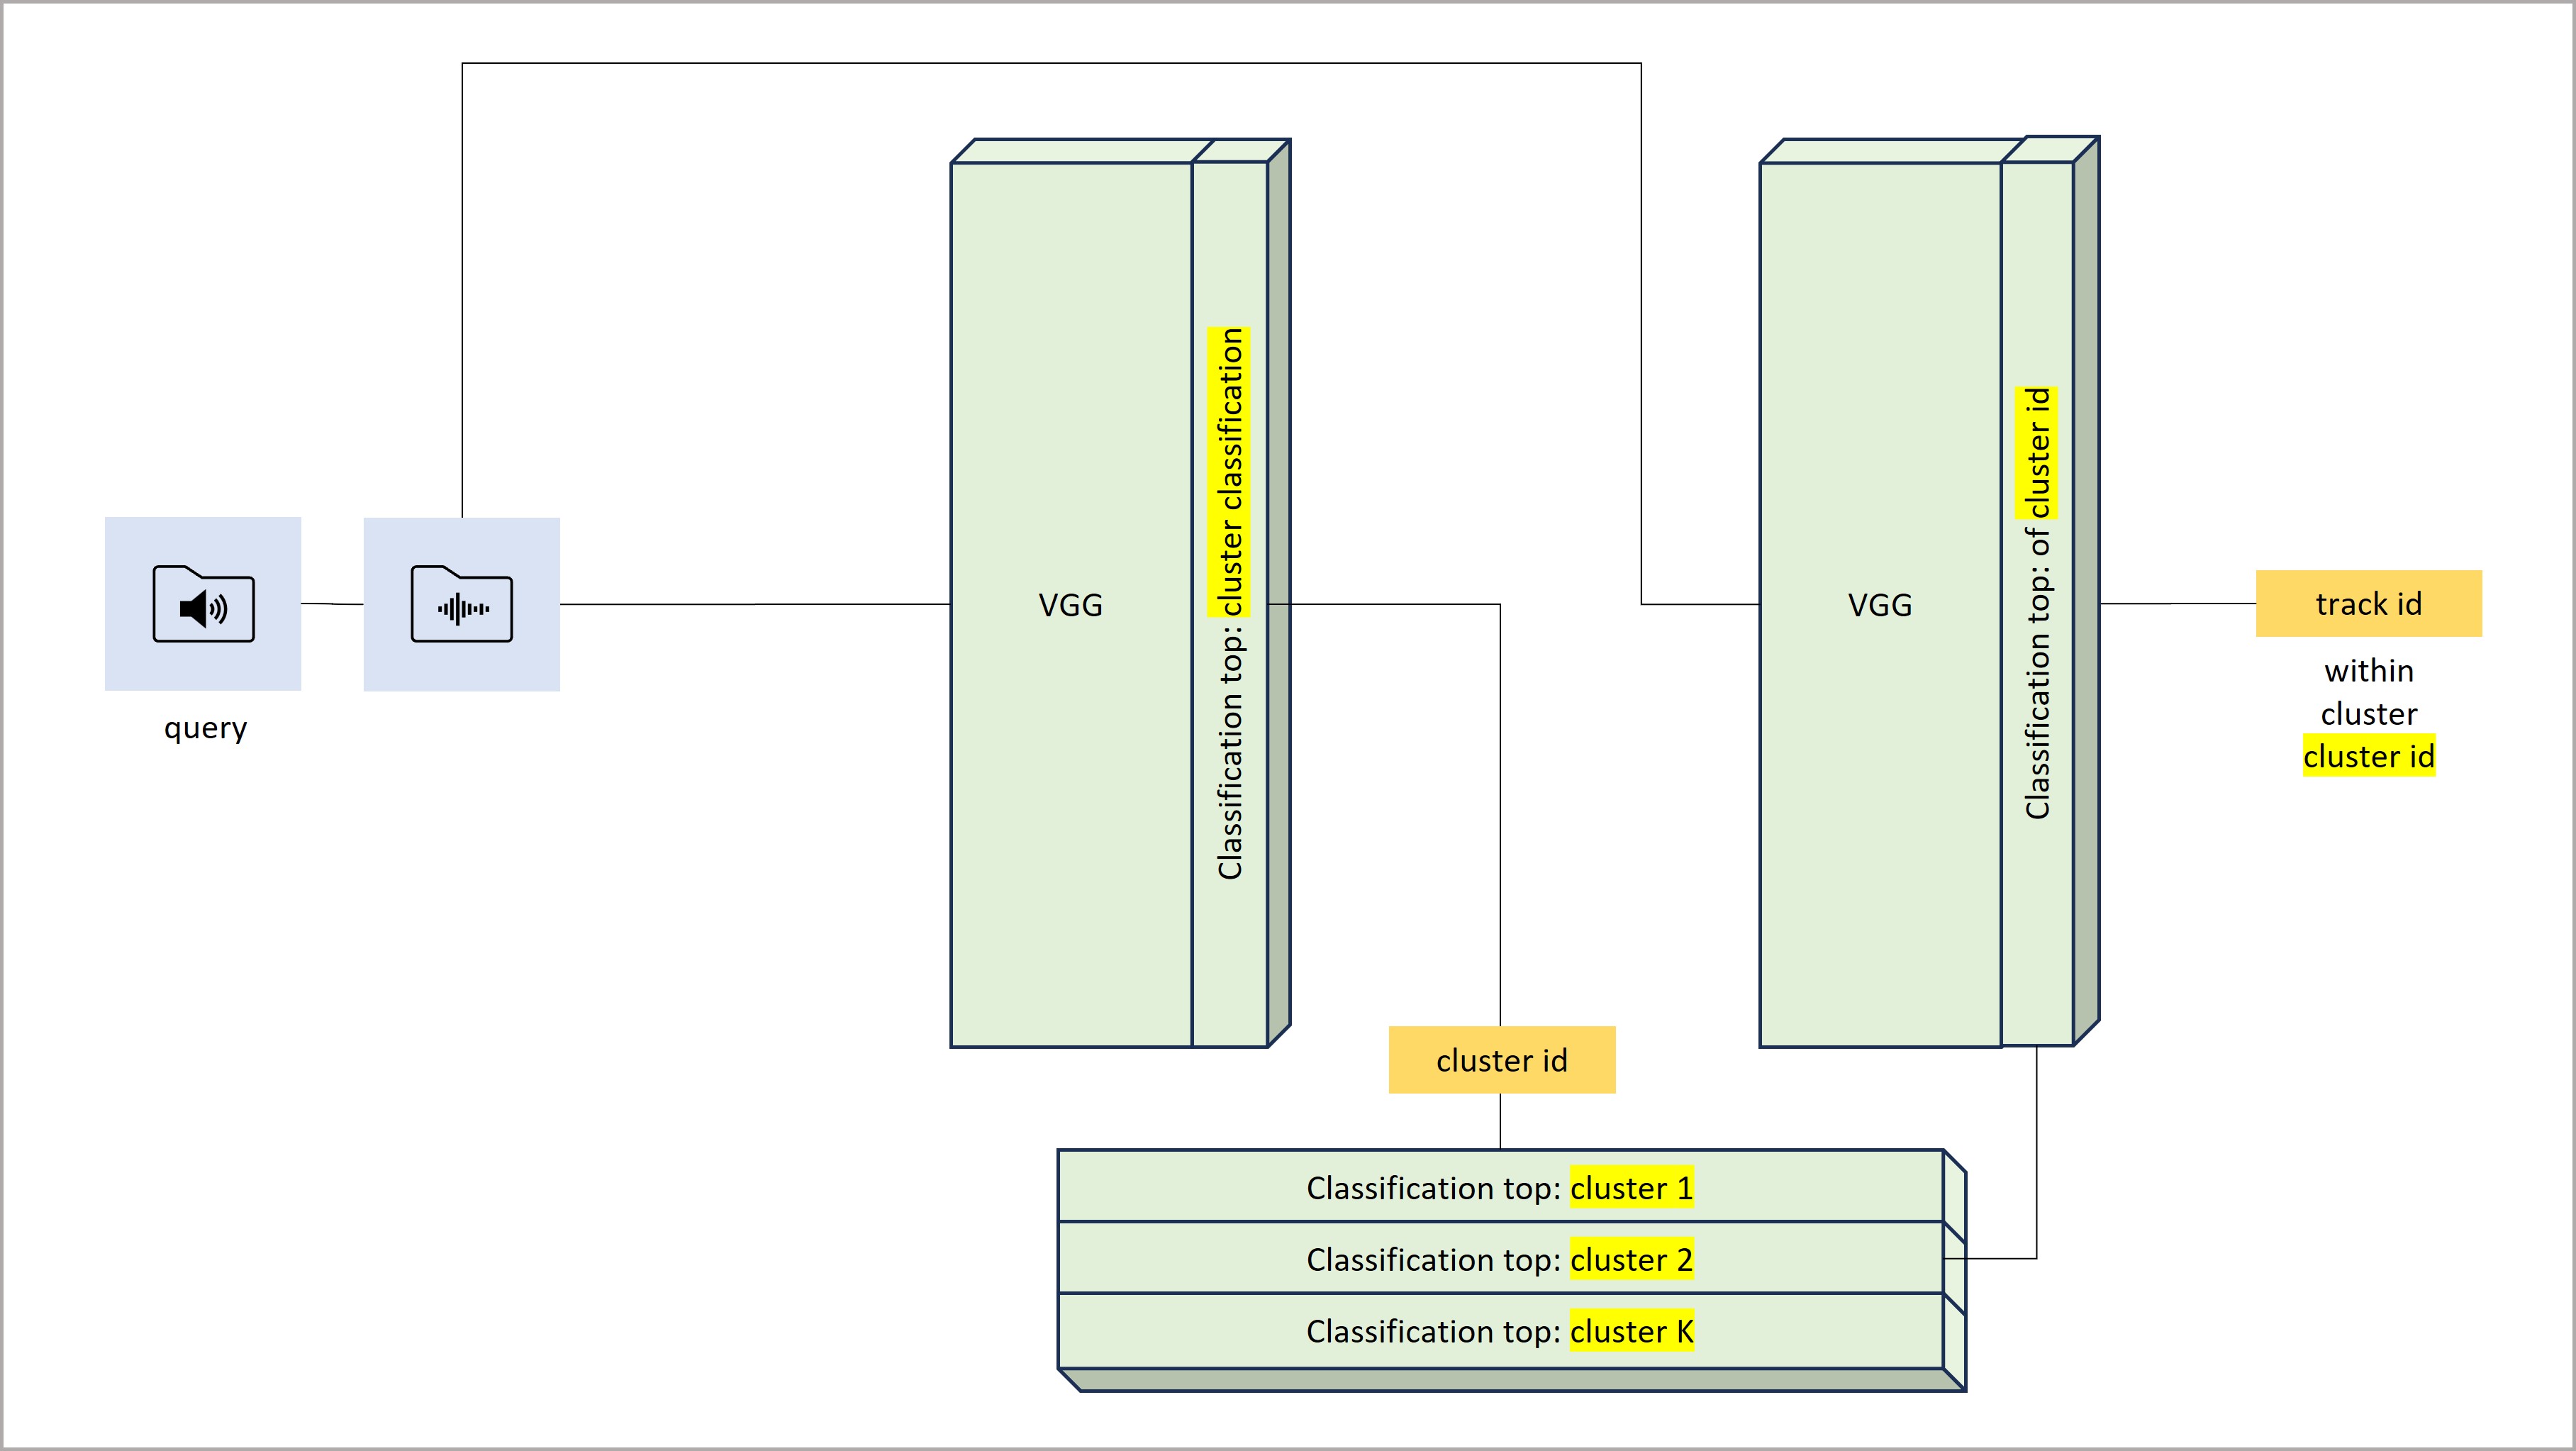 query
VGG
Classification top: cluster classification
VGG
Classification top: of cluster id
track id
within
cluster
cluster id
cluster id
Classification top: cluster 1
Classification top: cluster 2
Classification top: cluster K